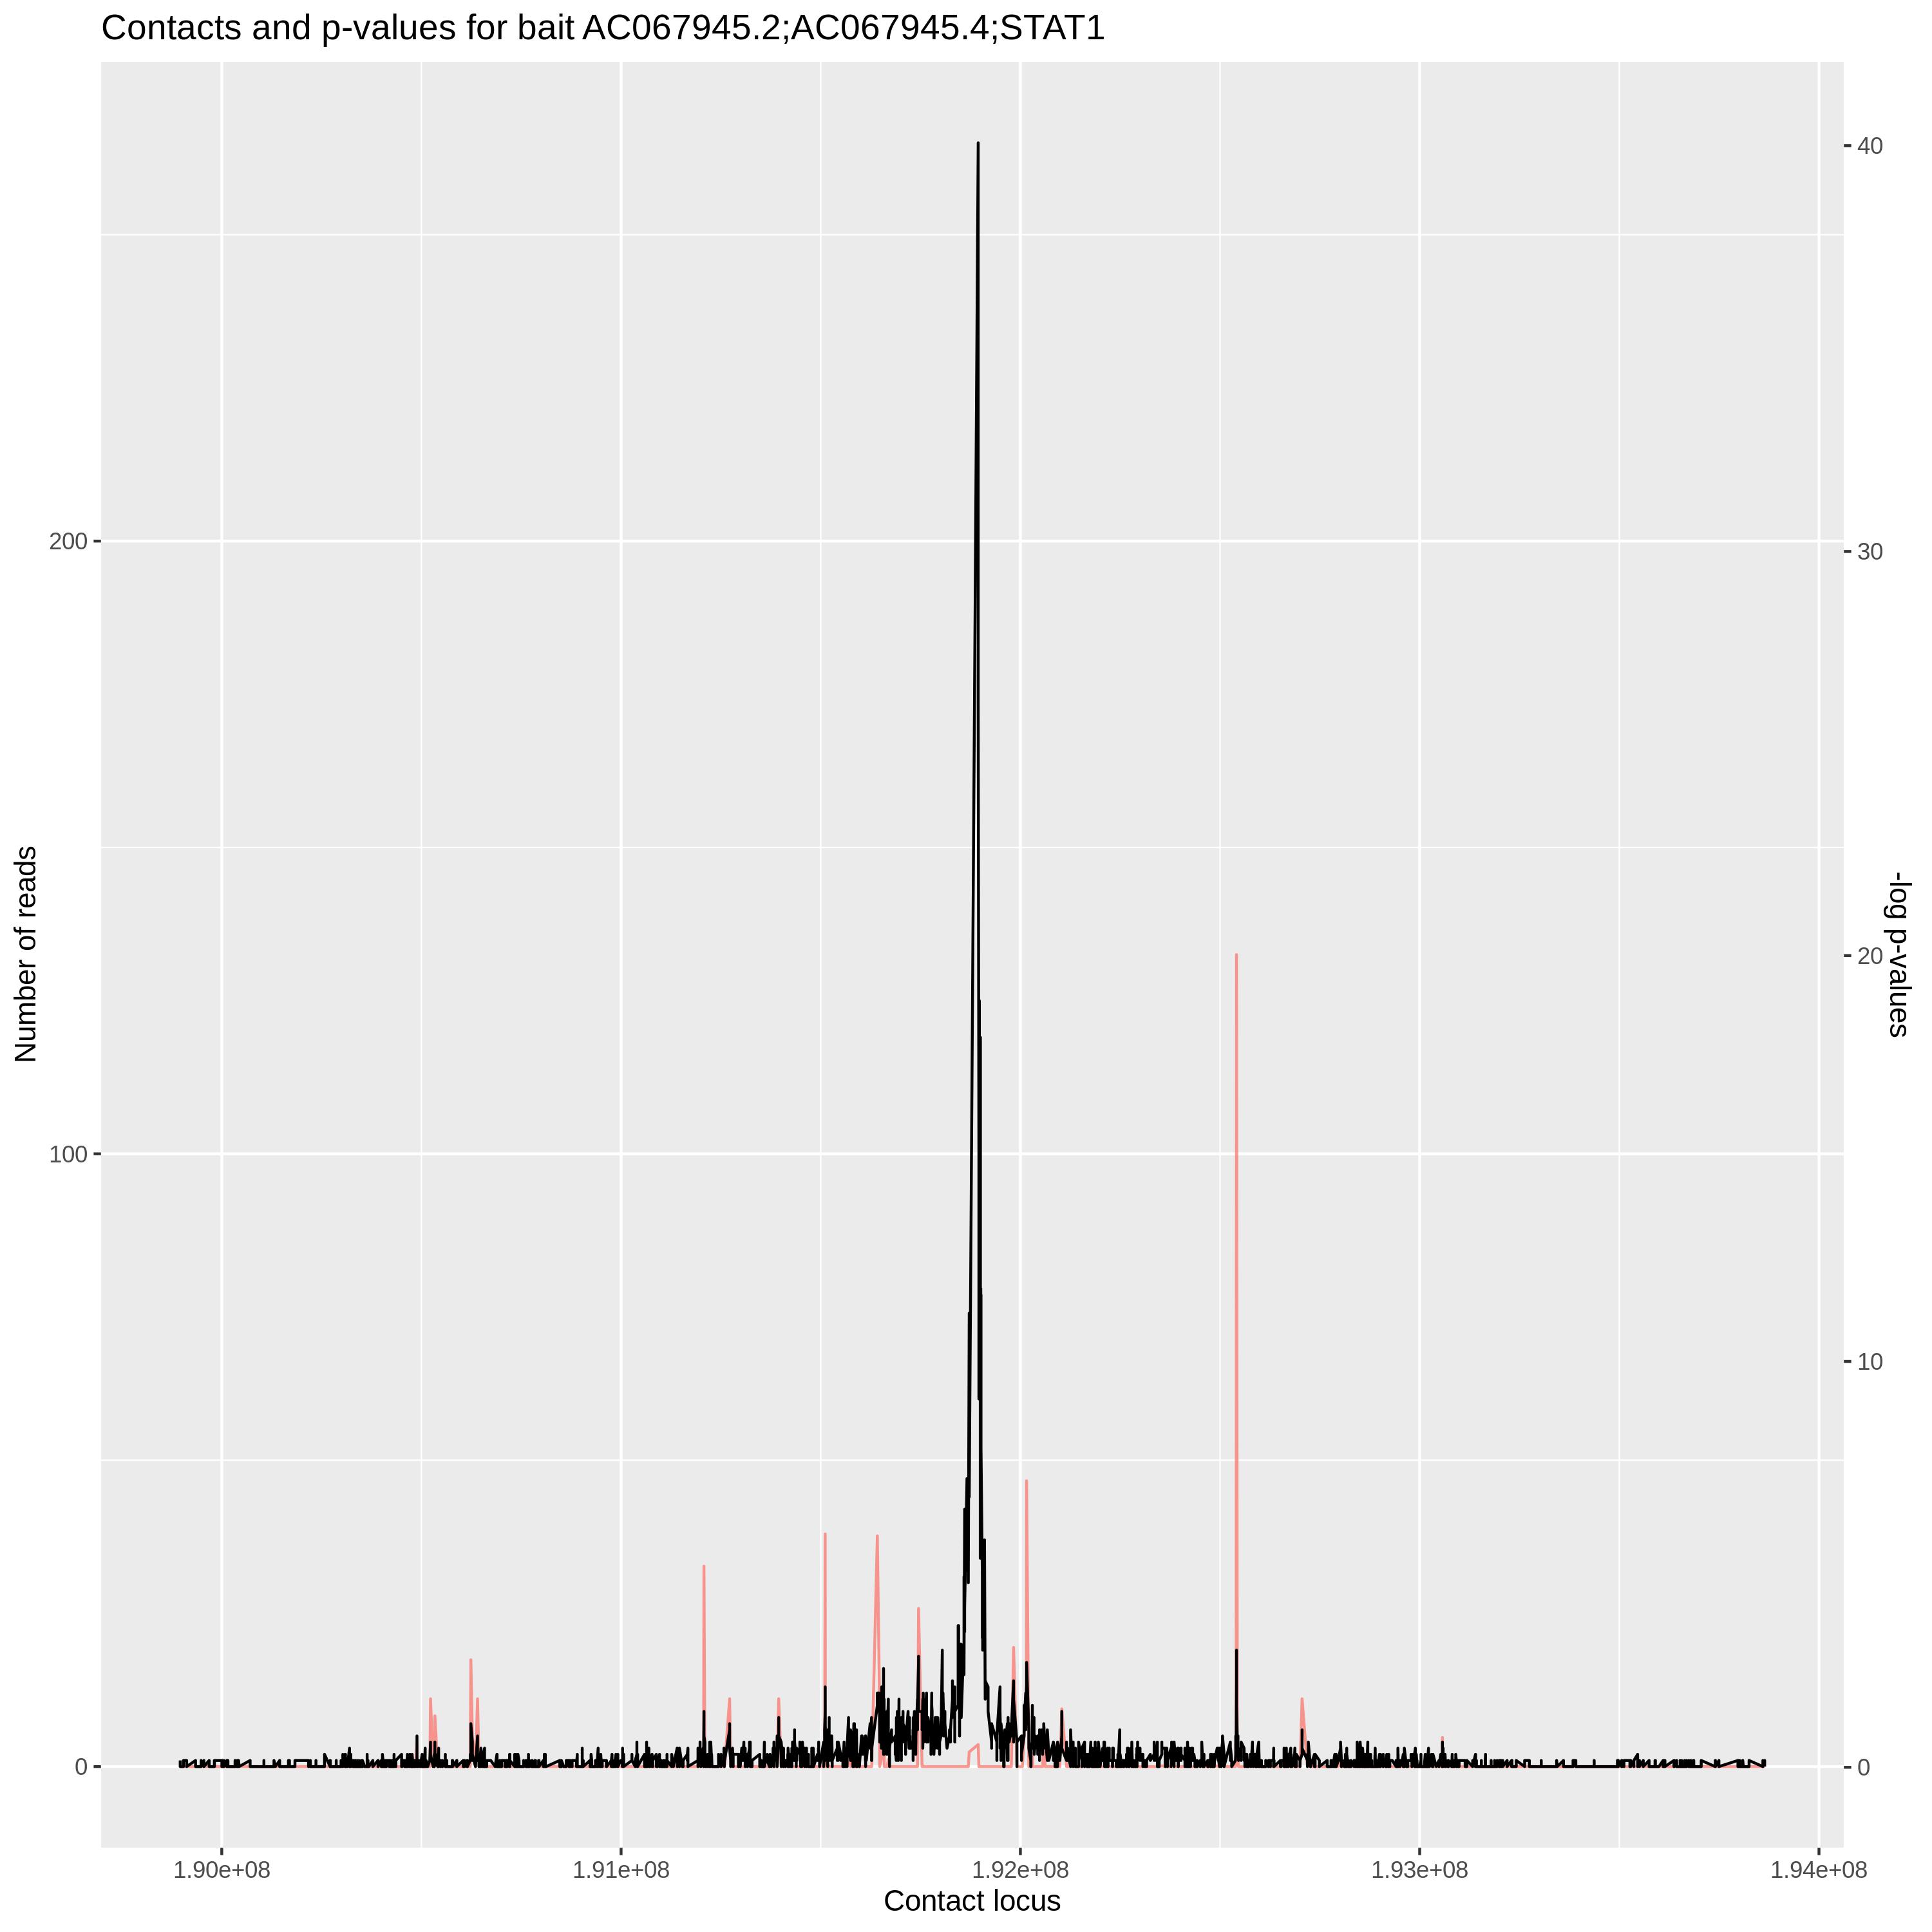 Contacts and p-values for bait AC067945.2;AC067945.4;STAT1
Number of reads
200
100
0
40
30
20
10
0
-log p-values
1.90e+08
1.91e+08
1.92e+08
1.93e+08
1.94e+08
Contact locus